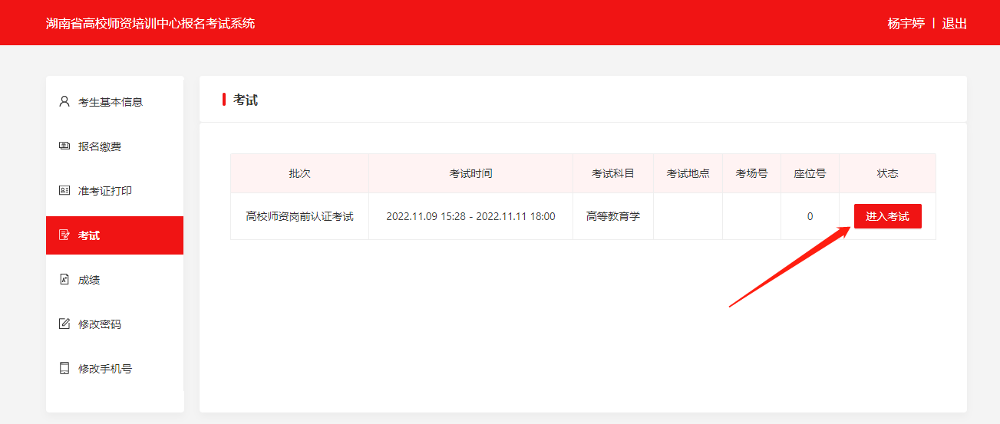 湖南省高校师资培训中心报名考试系统
杨宇婷 | 退出
考生基本信息
报名缴费
准考证打印
考试
成绩
修改密码
修改手机号
考试
批次 考试时间 考试科目 考试地点 考场号 座位号 状态
高校师资岗前认证考试 2022.11.09 15:28 - 2022.11.11 18:00 高等教育学 0 进入考试